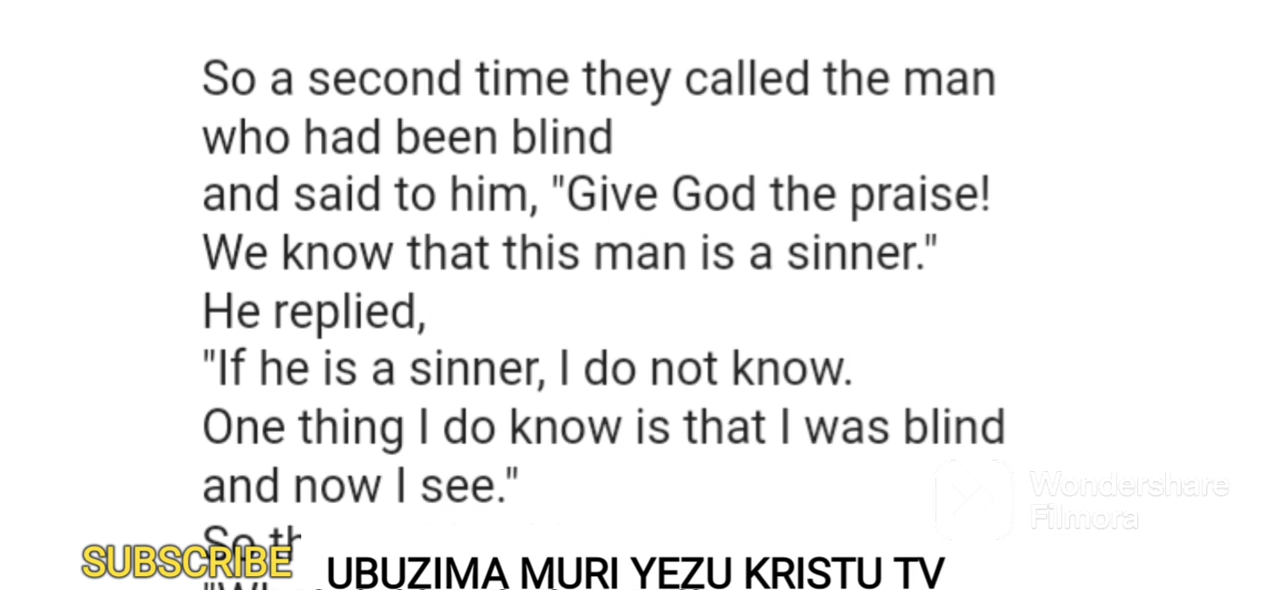 So a second time they called the man
who had been blind
and said to him, "Give God the praise!
We know that this man is a sinner."
He replied,
"If he is a sinner, I do not know.
One thing I do know is that I was blind
and now I see."
Wondershare
Filmora
So
SUBSCRIBE
UBUZIMA MURI YEZU KRISTU TV